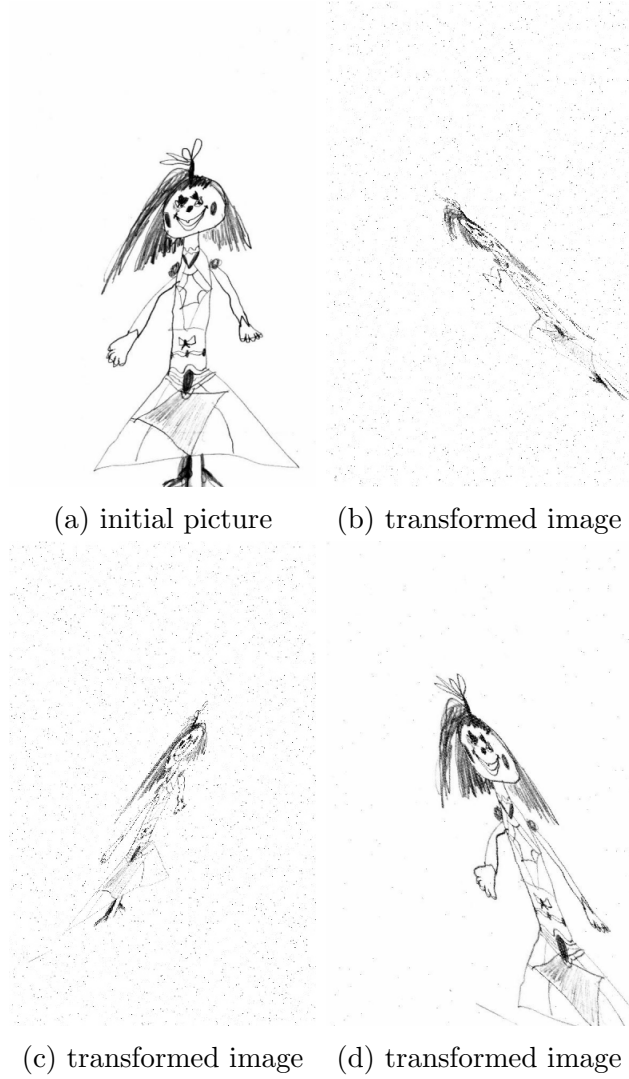 (a) initial picture
(b) transformed image
(c) transformed image
(d) transformed image